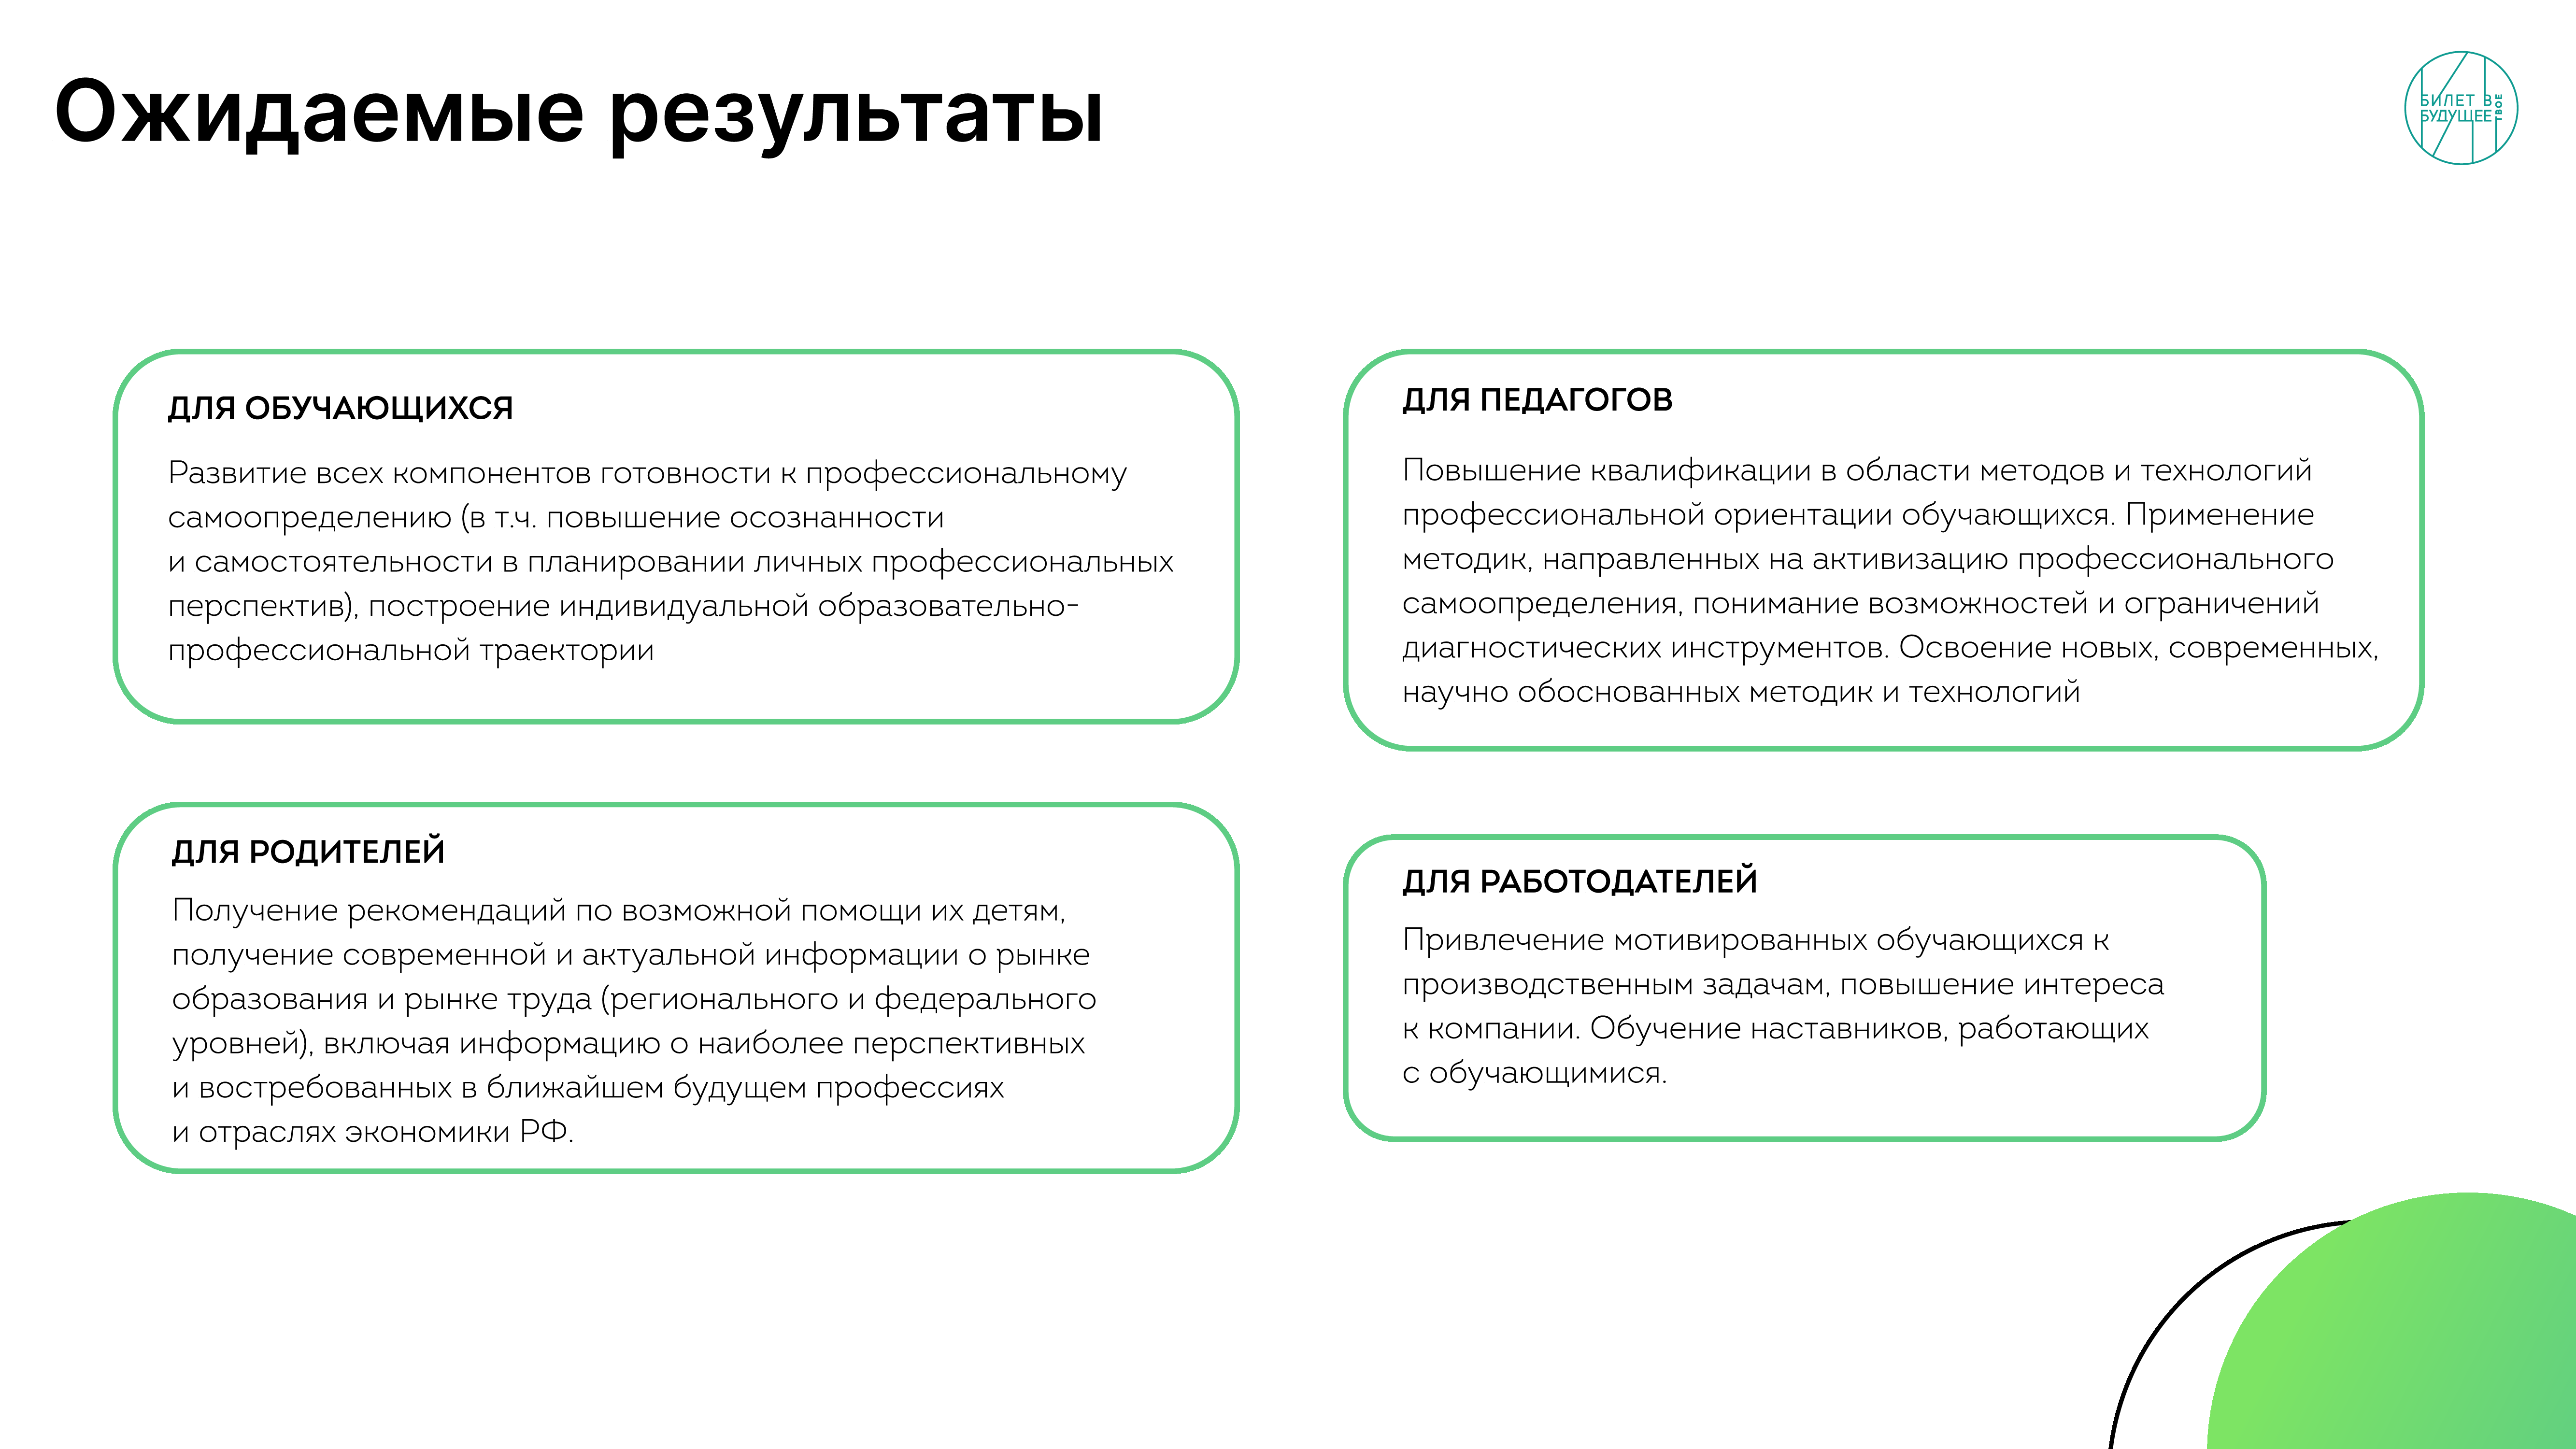 Ожидаемые результаты
БИЛЕТ В
БУДУЩЕЕ
ТВОЕ
ДЛЯ ОБУЧАЮЩИХСЯ
Развитие всех компонентов готовности к профессиональному
самоопределению (в т.ч. повышение осознанности
и самостоятельности в планировании личных профессиональных
перспектив), построение индивидуальной образовательно-
профессиональной траектории
ДЛЯ ПЕДАГОГОВ
Повышение квалификации в области методов и технологий
профессиональной ориентации обучающихся. Применение
методик, направленных на активизацию профессионального
самоопределения, понимание возможностей и ограничений
диагностических инструментов. Освоение новых, современных,
научно обоснованных методик и технологий
ДЛЯ РОДИТЕЛЕЙ
Получение рекомендаций по возможной помощи их детям,
получение современной и актуальной информации о рынке
образования и рынке труда (регионального и федерального
уровней), включая информацию о наиболее перспективных
и востребованных в ближайшем будущем профессиях
и отраслях экономики РФ.
ДЛЯ РАБОТОДАТЕЛЕЙ
Привлечение мотивированных обучающихся к
производственным задачам, повышение интереса
к компании. Обучение наставников, работающих
с обучающимися.